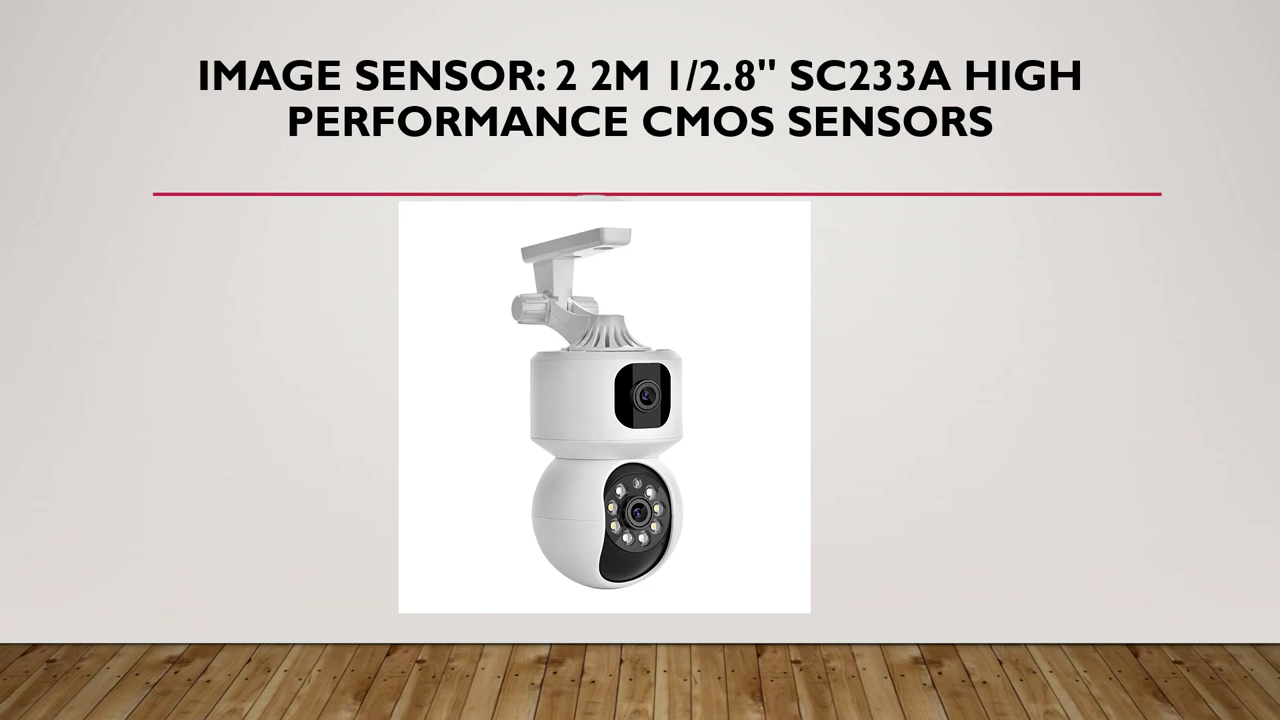 IMAGE SENSOR: 2 2M 1/2.8" SC233A HIGH
PERFORMANCE CMOS SENSORS